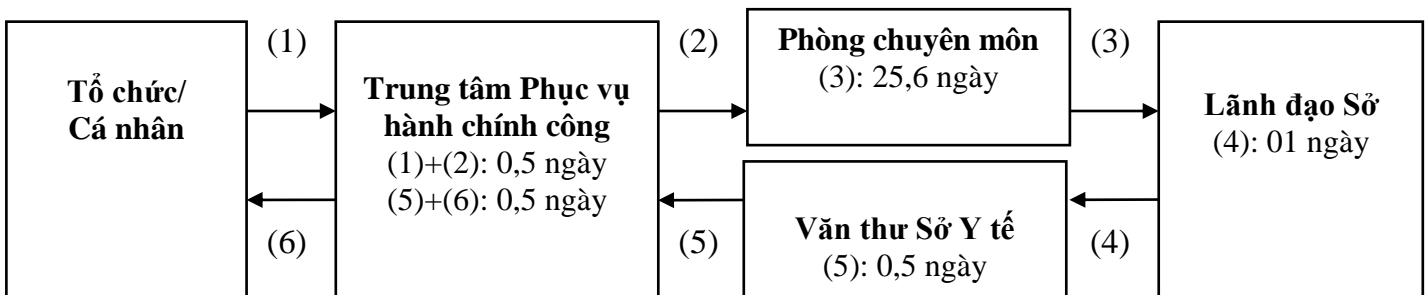 (1)
(2)
(3)
Tổ chức/
Cá nhân
Trung tâm Phục vụ
hành chính công
(1)+(2): 0,5 ngày
(5)+(6): 0,5 ngày
Phòng chuyên môn
(3): 25,6 ngày
Lãnh đạo Sở
(4): 01 ngày
Văn thư Sở Y tế
(5): 0,5 ngày
(6)
(5)
(4)